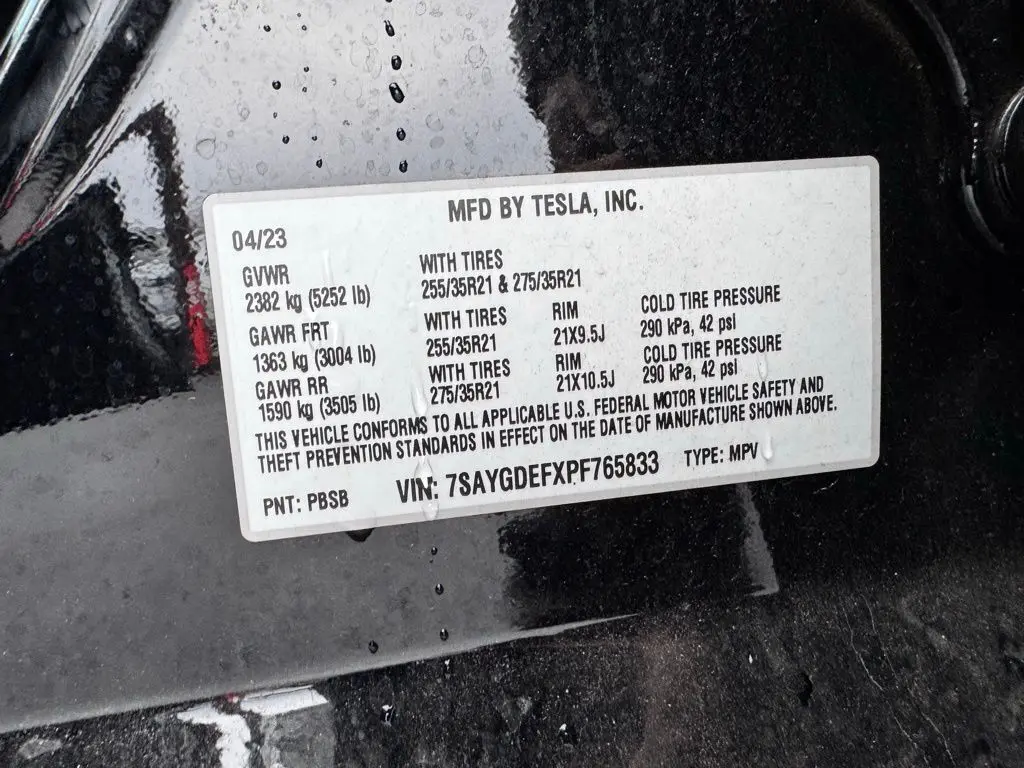 MFD BY TESLA, INC.
04/23
GVWR WITH TIRES
2382 kg (5252 lb) 255/35R21 & 275/35R21
GAWR FRT WITH TIRES RIM COLD TIRE PRESSURE
1363 kg (3004 lb) 255/35R21 21X9.5J 290 kPa, 42 psi
GAWR RR WITH TIRES RIM COLD TIRE PRESSURE
1590 kg (3505 lb) 275/35R21 21X10.5J 290 kPa, 42 psi
THIS VEHICLE CONFORMS TO ALL APPLICABLE U.S. FEDERAL MOTOR VEHICLE SAFETY AND
THEFT PREVENTION STANDARDS IN EFFECT ON THE DATE OF MANUFACTURE SHOWN ABOVE.
PNT: PBSB VIN: 7SAYGDEFXPF765833 TYPE: MPV